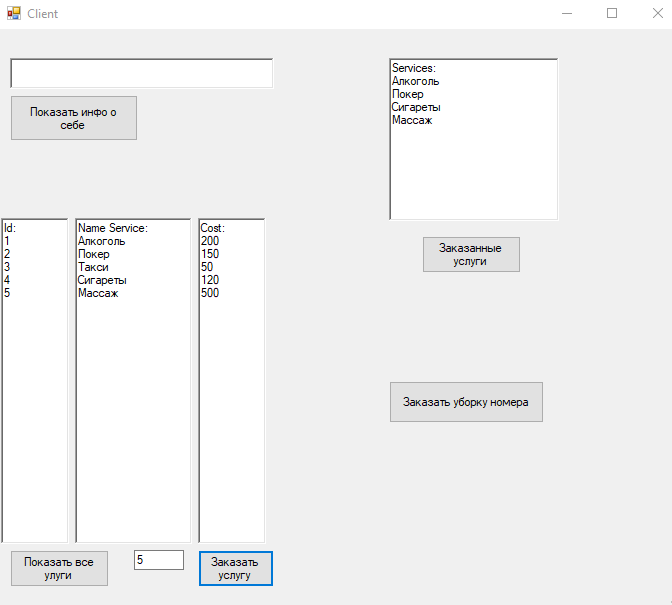 Client
Показать инфо о
себе
Services:
Алкоголь
Покер
Сигареты
Массаж
Заказанные
услуги
Id:
1
2
3
4
5
Name Service:
Алкоголь
Покер
Такси
Сигареты
Массаж
Cost:
200
150
50
120
500
Заказать уборку номера
Показать все
улуги
5
Заказать
услугу